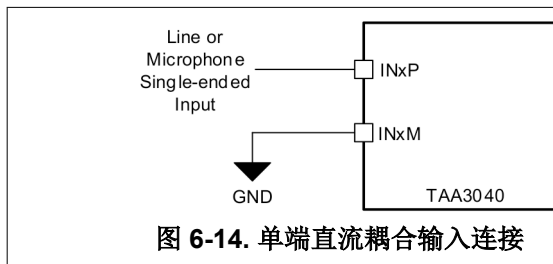 Line or
Microphone
Single-ended
Input
INxP
INxM
GND
TAA3040
图 6-14. 单端直流耦合输入连接